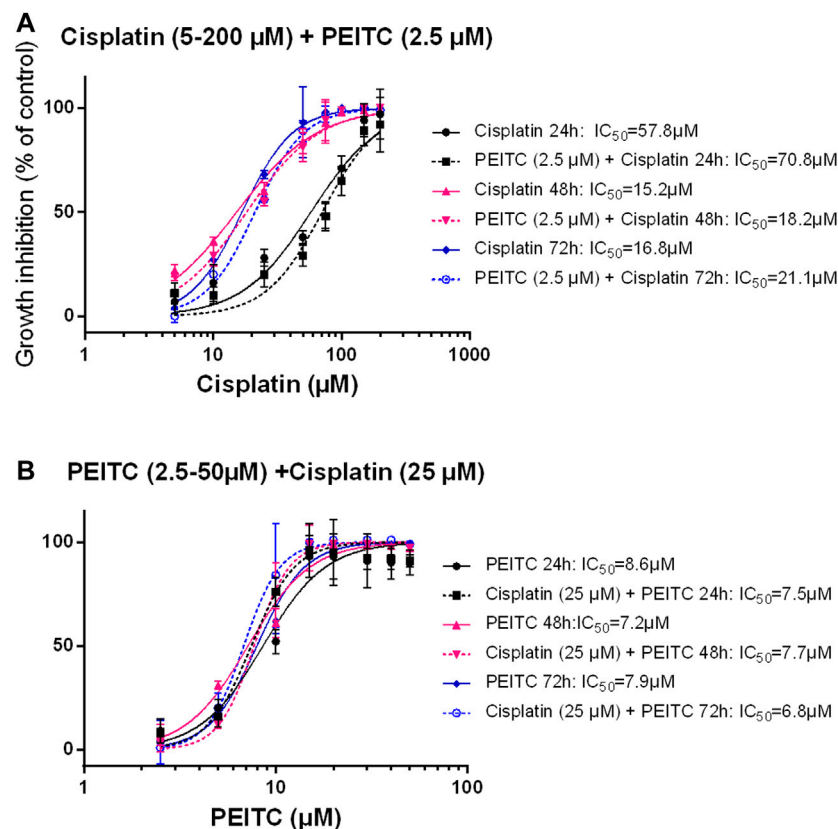 A
Cisplatin (5-200 µM) + PEITC (2.5 µM)
Growth inhibition (% of control)
100
50
0
1
10
100
1000
Cisplatin (µM)
Cisplatin 24h: IC50=57.8µM
PEITC (2.5 µM) + Cisplatin 24h: IC50=70.8µM
Cisplatin 48h: IC50=15.2µM
PEITC (2.5 µM) + Cisplatin 48h: IC50=18.2µM
Cisplatin 72h: IC50=16.8µM
PEITC (2.5 µM) + Cisplatin 72h: IC50=21.1µM
B
PEITC (2.5-50µM) +Cisplatin (25 µM)
100
50
0
1
10
100
PEITC (µM)
PEITC 24h: IC50=8.6µM
Cisplatin (25 µM) + PEITC 24h: IC50=7.5µM
PEITC 48h:IC50=7.2µM
Cisplatin (25 µM) + PEITC 48h: IC50=7.7µM
PEITC 72h: IC50=7.9µM
Cisplatin (25 µM) + PEITC 72h: IC50=6.8µM